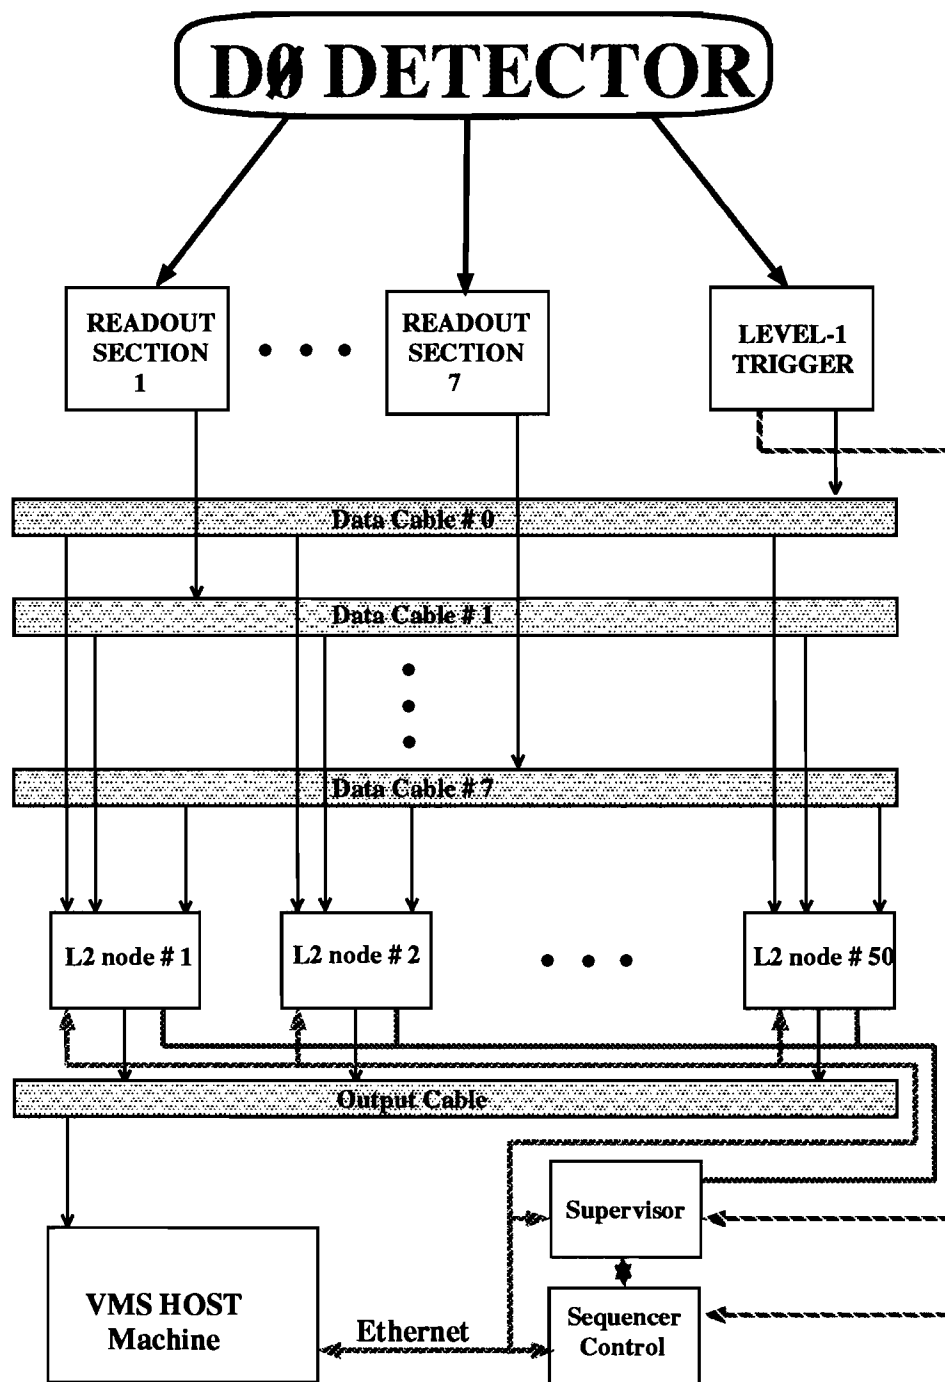 DØ DETECTOR
READOUT
SECTION
1
READOUT
SECTION
7
LEVEL-1
TRIGGER
Data Cable # 0
Data Cable # 1
Data Cable # 7
L2 node # 1
L2 node # 2
L2 node # 50
Output Cable
Supervisor
VMS HOST
Machine
Ethernet
Sequencer
Control